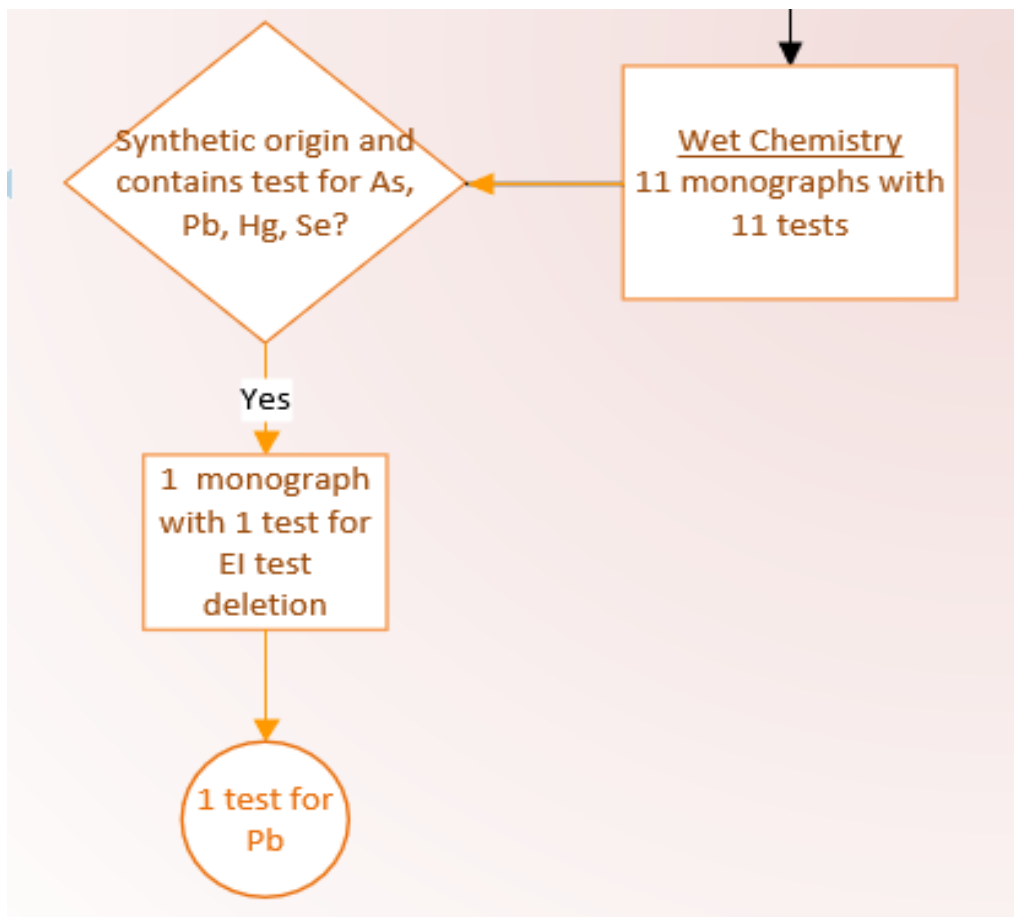 Synthetic origin and
contains test for As,
Pb, Hg, Se?
Wet Chemistry
11 monographs with
11 tests
Yes
1 monograph
with 1 test for
EI test
deletion
1 test for
Pb